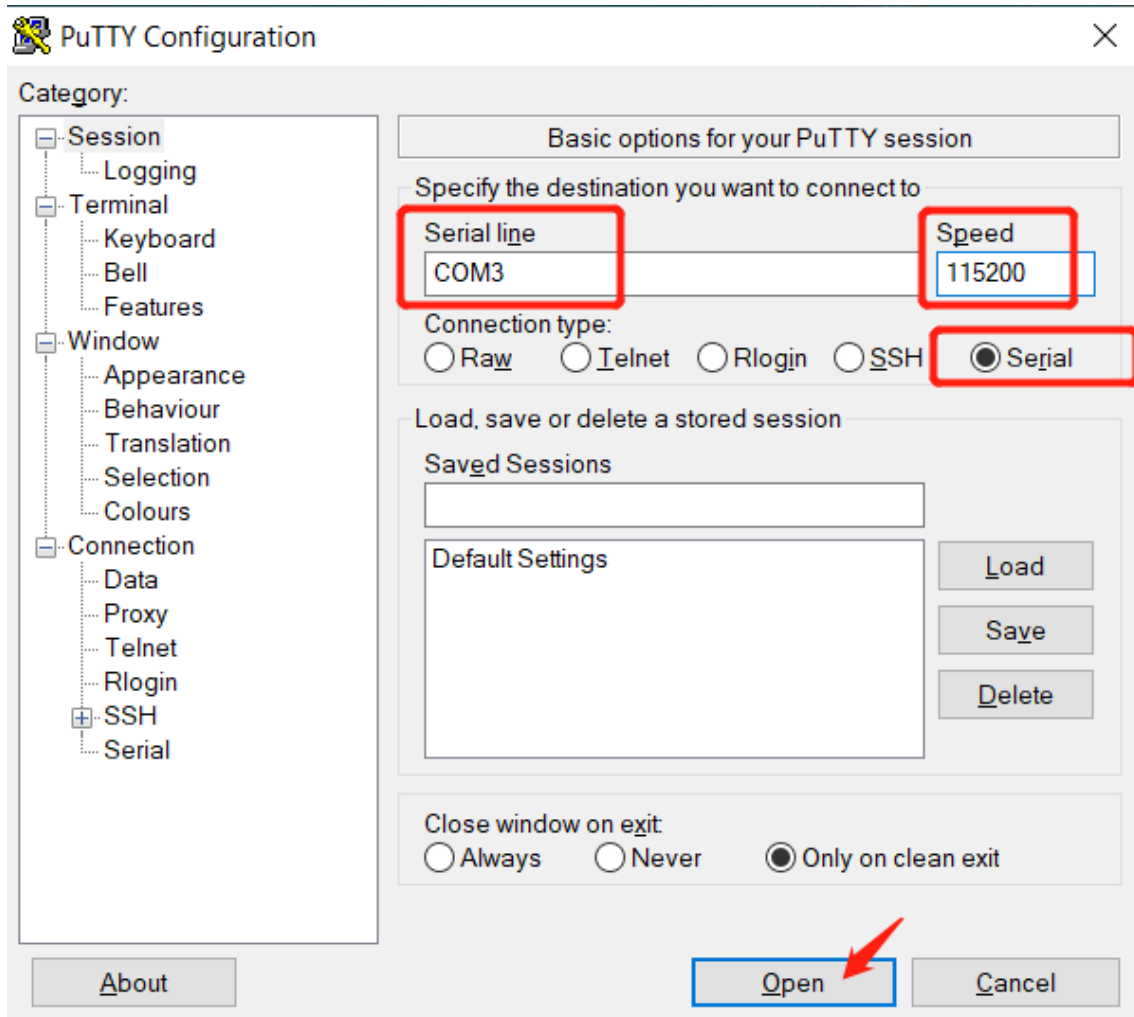 PuTTY Configuration
Category:
Session
Logging
Terminal
Keyboard
Bell
Features
Window
Appearance
Behaviour
Translation
Selection
Colours
Connection
Data
Proxy
Telnet
Rlogin
SSH
Serial
Basic options for your PuTTY session
Specify the destination you want to connect to
Serial line Speed
COM3 115200
Connection type:
Raw Telnet Rlogin SSH Serial
Load, save or delete a stored session
Saved Sessions
Default Settings
Load
Save
Delete
Close window on exit:
Always Never Only on clean exit
About Open Cancel